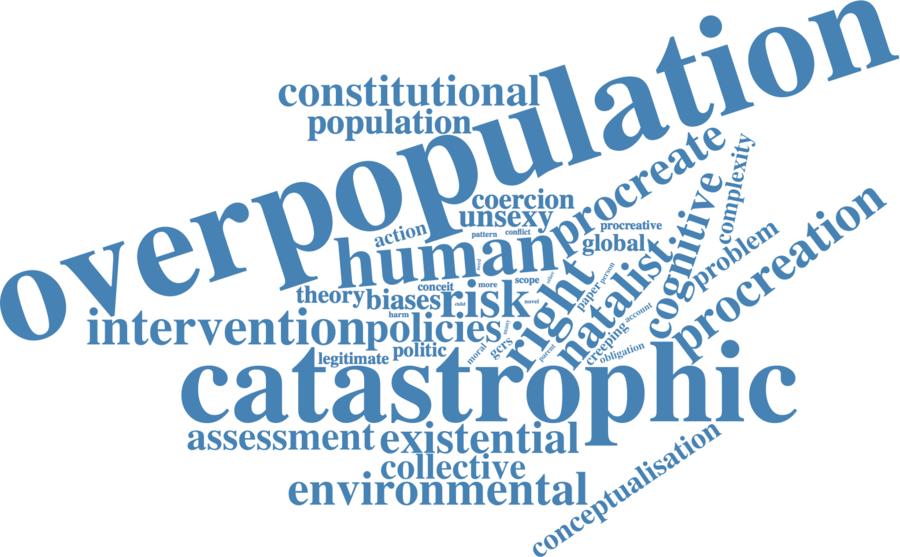 overpopulation
constitutional
population
procreate
complexity
coercion
unsexy
procreative
action
pattern
conflict
human
global
cognitive
natalist
problem
procreation
right
theory
biases
conceit
more
scope
risk
child
novel
paper
person
harm
account
intervention
policies
creeping
gcrs
moral
parent
obligation
legitimate
politic
catastrophic
assessment
existential
collective
environmental
conceptualisation